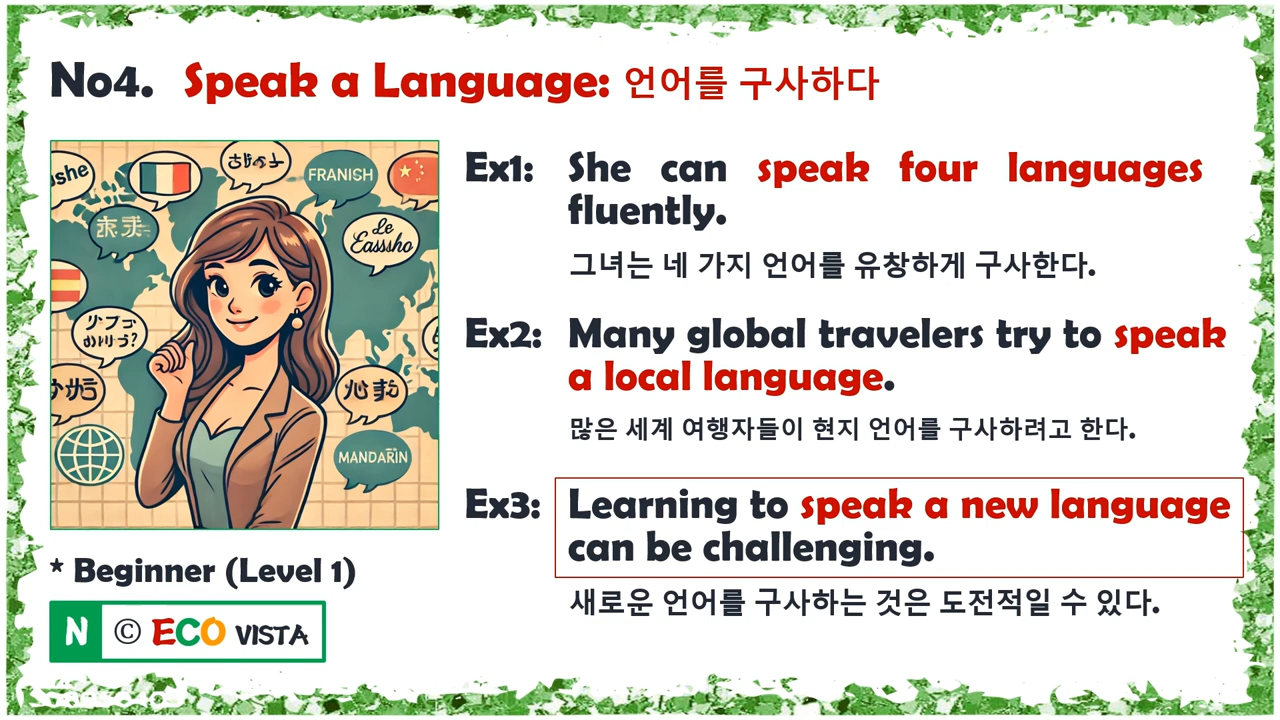 No4. Speak a Language: 언어를 구사하다
she
FRANISH
Le
Easssho
MANDARIN
Ex1: She can speak four languages
fluently.
그녀는 네 가지 언어를 유창하게 구사한다.
Ex2: Many global travelers try to speak
a local language.
많은 세계 여행자들이 현지 언어를 구사하려고 한다.
Ex3: Learning to speak a new language
can be challenging.
새로운 언어를 구사하는 것은 도전적일 수 있다.
* Beginner (Level 1)
N © ECO VISTA